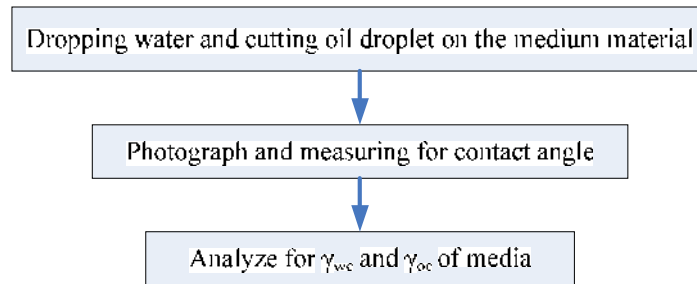 Dropping water and cutting oil droplet on the medium material
Photograph and measuring for contact angle
Analyze for γwc and γoc of media